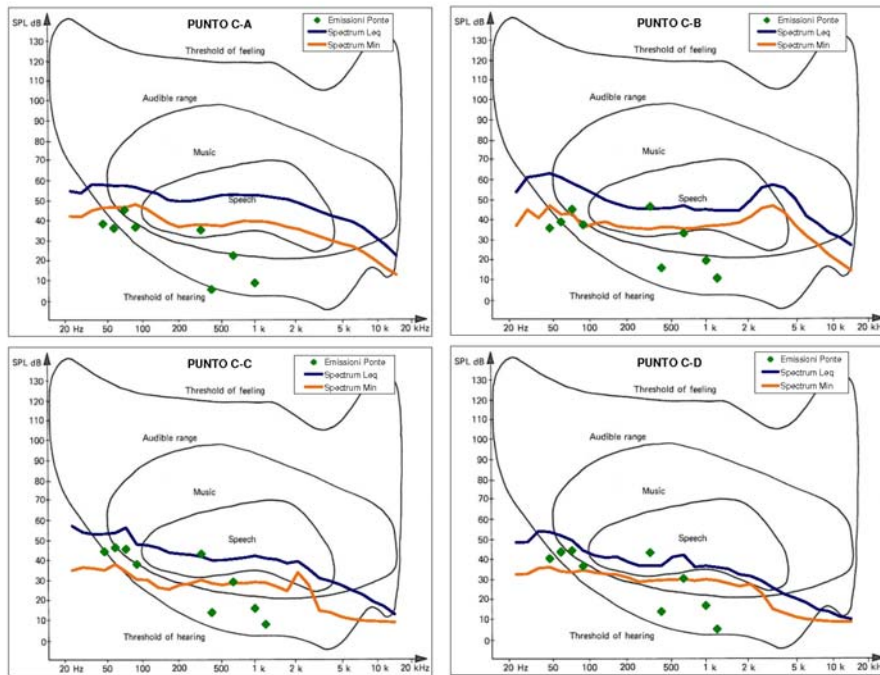 SPL dB
PUNTO C-A
Emissioni Ponte
Spectrum Leq
Spectrum Min
130
120
110
100
90
80
70
60
50
40
30
20
10
0
Threshold of feeling
Audible range
Music
Speech
Threshold of hearing
20 Hz 50 100 200 500 1 k 2 k 5 k 10 k 20 kHz
SPL dB
PUNTO C-B
Emissioni Ponte
Spectrum Leq
Spectrum Min
130
120
110
100
90
80
70
60
50
40
30
20
10
0
Threshold of feeling
Audible range
Music
Speech
Threshold of hearing
20 Hz 50 100 200 500 1 k 2 k 5 k 10 k 20 kHz
SPL dB
PUNTO C-C
Emissioni Ponte
Spectrum Leq
Spectrum Min
130
120
110
100
90
80
70
60
50
40
30
20
10
0
Threshold of feeling
Audible range
Music
Speech
Threshold of hearing
20 Hz 50 100 200 500 1 k 2 k 5 k 10 k 20 kHz
SPL dB
PUNTO C-D
Emissioni Ponte
Spectrum Leq
Spectrum Min
130
120
110
100
90
80
70
60
50
40
30
20
10
0
Threshold of feeling
Audible range
Music
Speech
Threshold of hearing
20 Hz 50 100 200 500 1 k 2 k 5 k 10 k 20 kHz